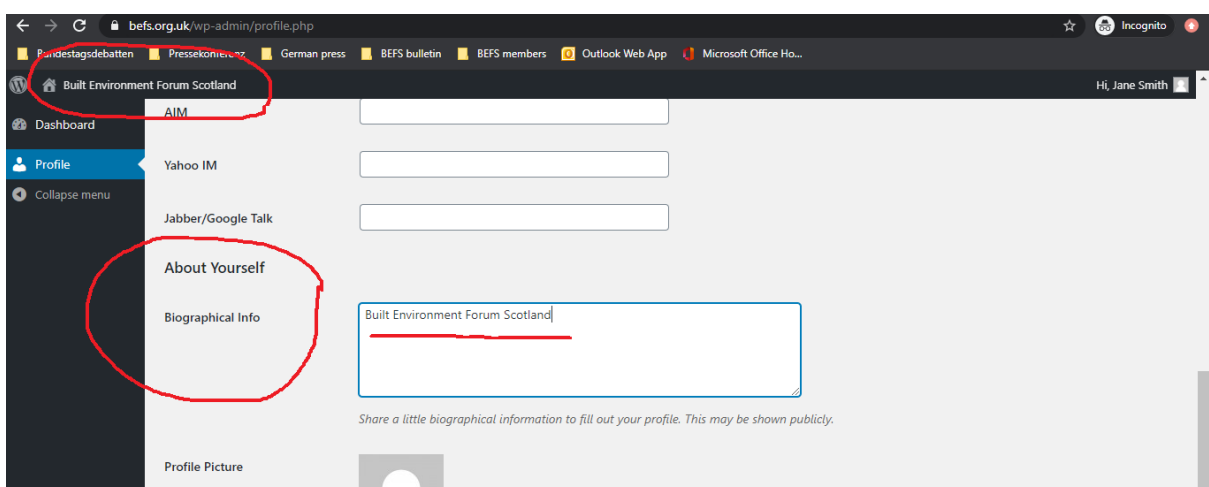 befs.org.uk/wp-admin/profile.php Incognito
Bundestagsdebatten Pressekonferenz German press BEFS bulletin BEFS members Outlook Web App Microsoft Office Ho...
Built Environment Forum Scotland Hi, Jane Smith
Dashboard
Profile
Collapse menu
AIM
Yahoo IM
Jabber/Google Talk
About Yourself
Biographical Info
Built Environment Forum Scotland
Share a little biographical information to fill out your profile. This may be shown publicly.
Profile Picture